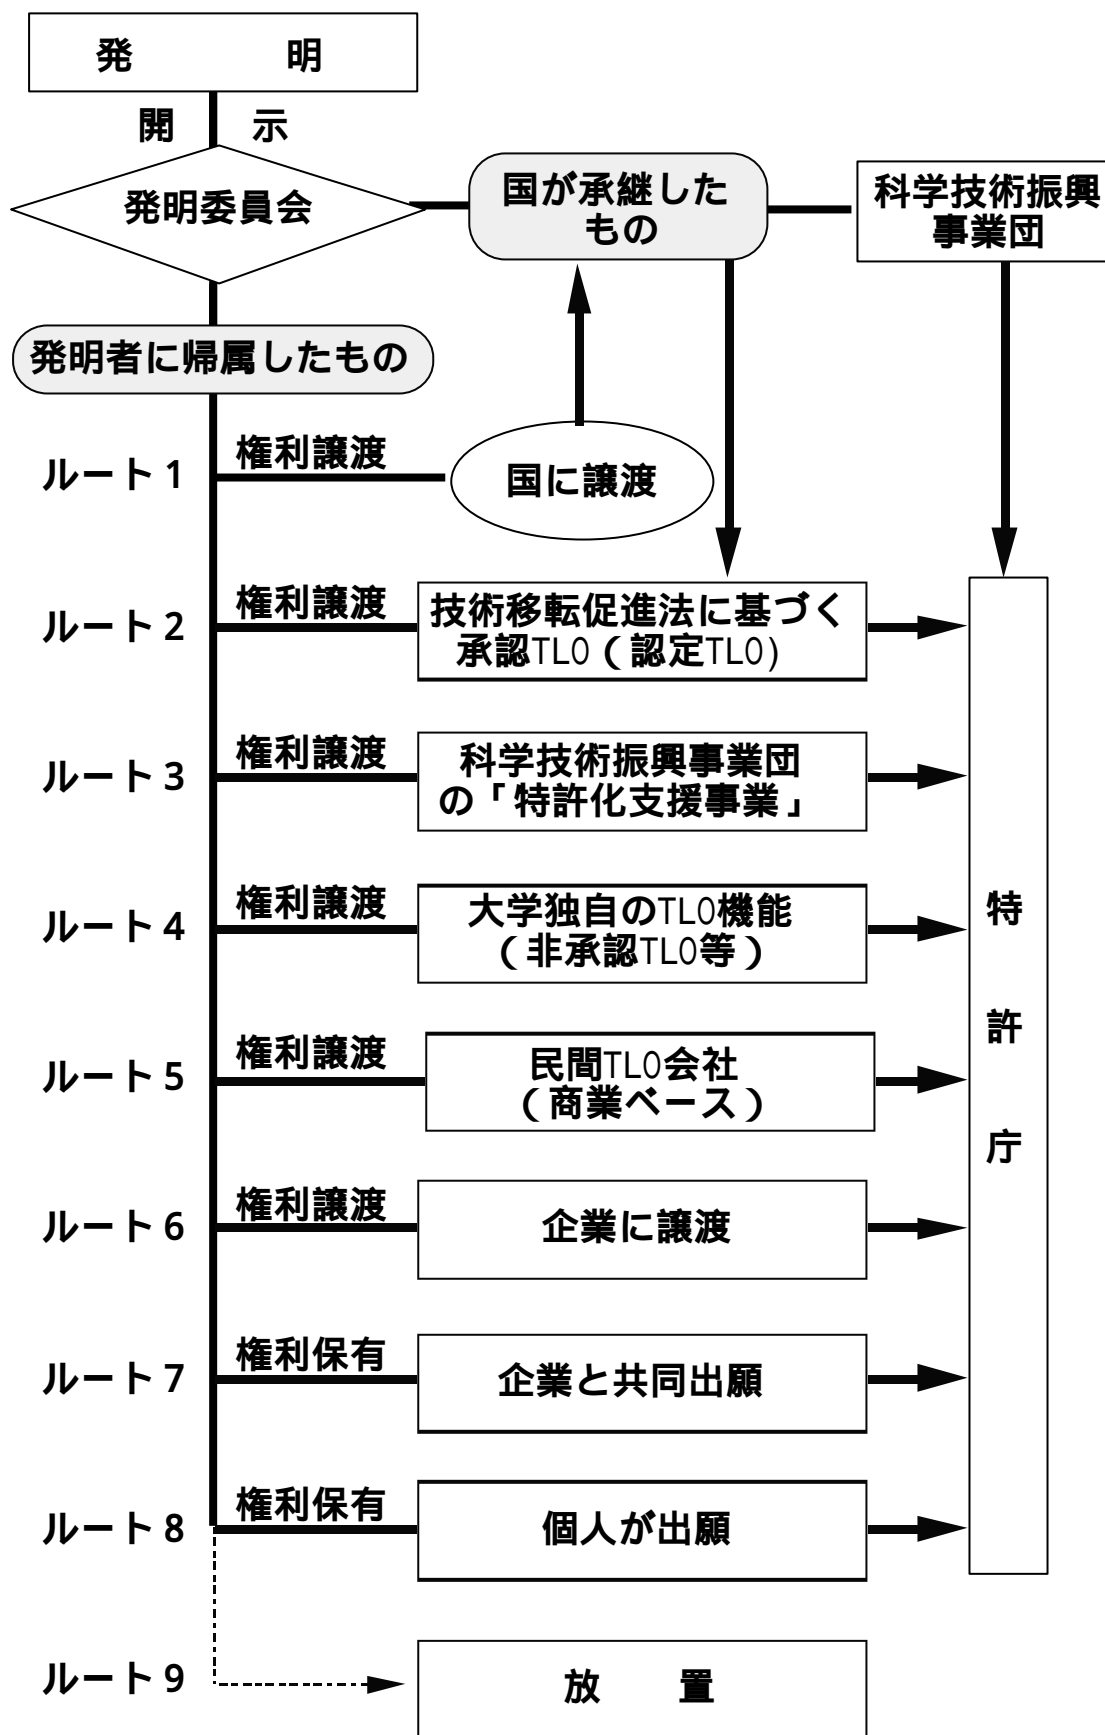 発　明
開　示
発明委員会
国が承継した
もの
科学技術振興
事業団
発明者に帰属したもの
ルート1
権利譲渡
国に譲渡
ルート2
権利譲渡
技術移転促進法に基づく
承認TLO（認定TLO）
ルート3
権利譲渡
科学技術振興事業団
の「特許化支援事業」
ルート4
権利譲渡
大学独自のTLO機能
（非承認TLO等）
ルート5
権利譲渡
民間TLO会社
（商業ベース）
ルート6
権利譲渡
企業に譲渡
ルート7
権利保有
企業と共同出願
ルート8
権利保有
個人が出願
ルート9
放　置
特許庁